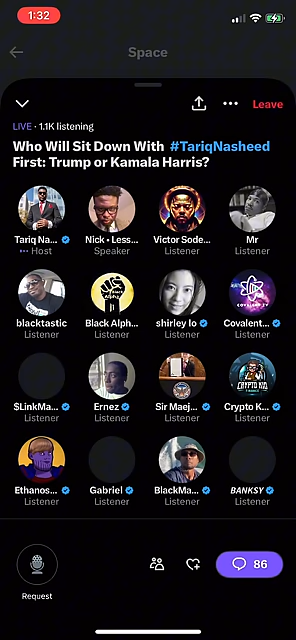 1:32
Space
Leave
LIVE · 1.1K listening
Who Will Sit Down With #TariqNasheed
First: Trump or Kamala Harris?
Tariq Na... Nick • Less... Victor Sode... Mr
Host Speaker Listener Listener
blacktastic Black Alph... shirley lo Covalent...
Listener Listener Listener Listener
$LinkMa... Ernez Sir Maej... Crypto K...
Listener Listener Listener Listener
Ethanos... Gabriel BlackMa... BANKSY
Listener Listener Listener Listener
86
Request